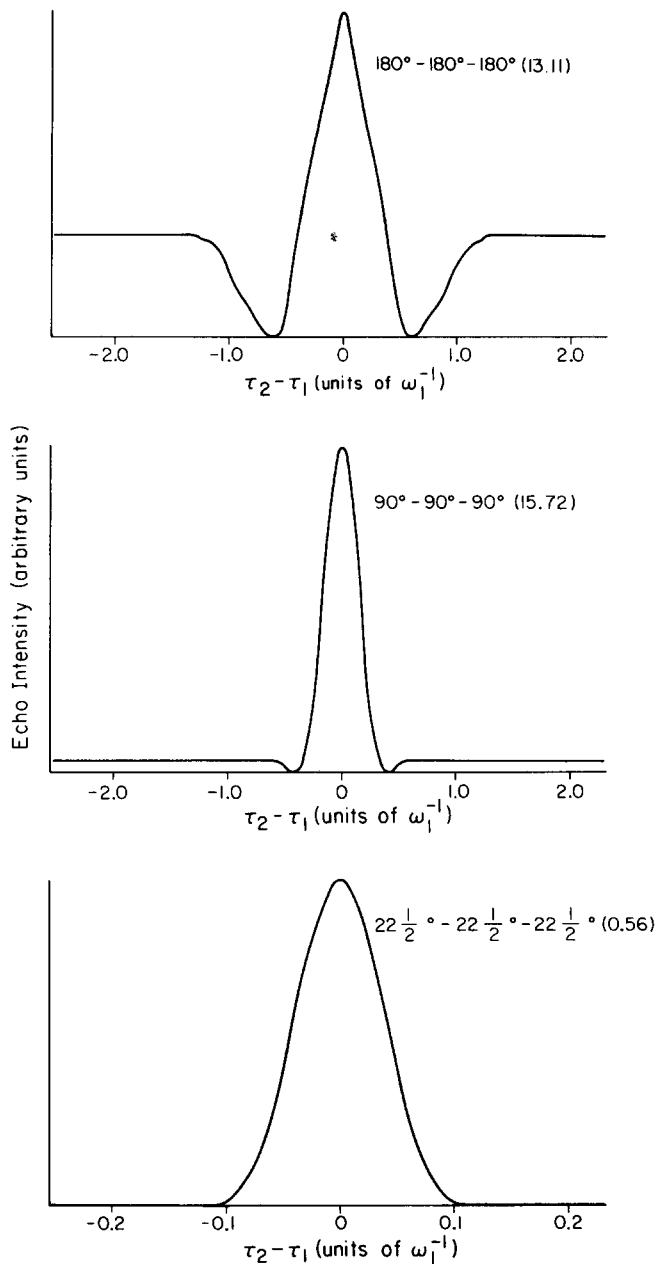 180° - 180° - 180° (13.11)
-2.0 -1.0 0 1.0 2.0
τ₂ - τ₁ (units of ω₁⁻¹)
Echo Intensity (arbitrary units)
90° - 90° - 90° (15.72)
-2.0 -1.0 0 1.0 2.0
τ₂ - τ₁ (units of ω₁⁻¹)
22 1/2 ° - 22 1/2 ° - 22 1/2 ° (0.56)
-0.2 -0.1 0 0.1 0.2
τ₂ - τ₁ (units of ω₁⁻¹)